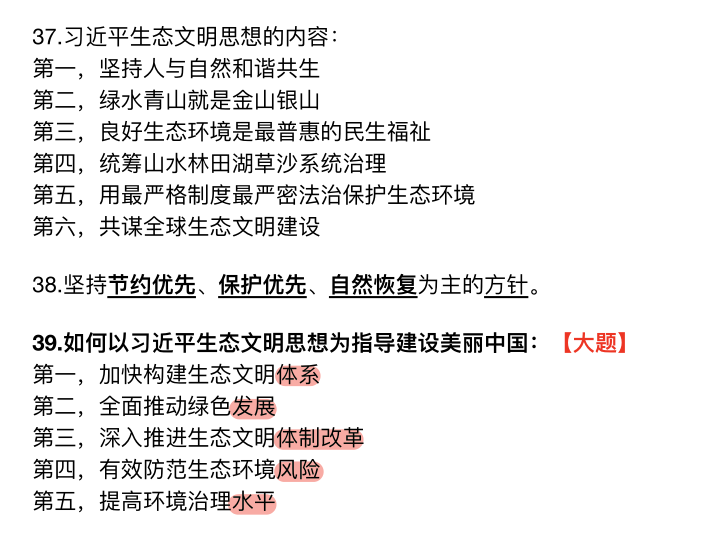 37.习近平生态文明思想的内容：
第一，坚持人与自然和谐共生
第二，绿水青山就是金山银山
第三，良好生态环境是最普惠的民生福祉
第四，统筹山水林田湖草沙系统治理
第五，用最严格制度最严密法治保护生态环境
第六，共谋全球生态文明建设
38.坚持节约优先、保护优先、自然恢复为主的方针。
39.如何以习近平生态文明思想为指导建设美丽中国：【大题】
第一，加快构建生态文明体系
第二，全面推动绿色发展
第三，深入推进生态文明体制改革
第四，有效防范生态环境风险
第五，提高环境治理水平